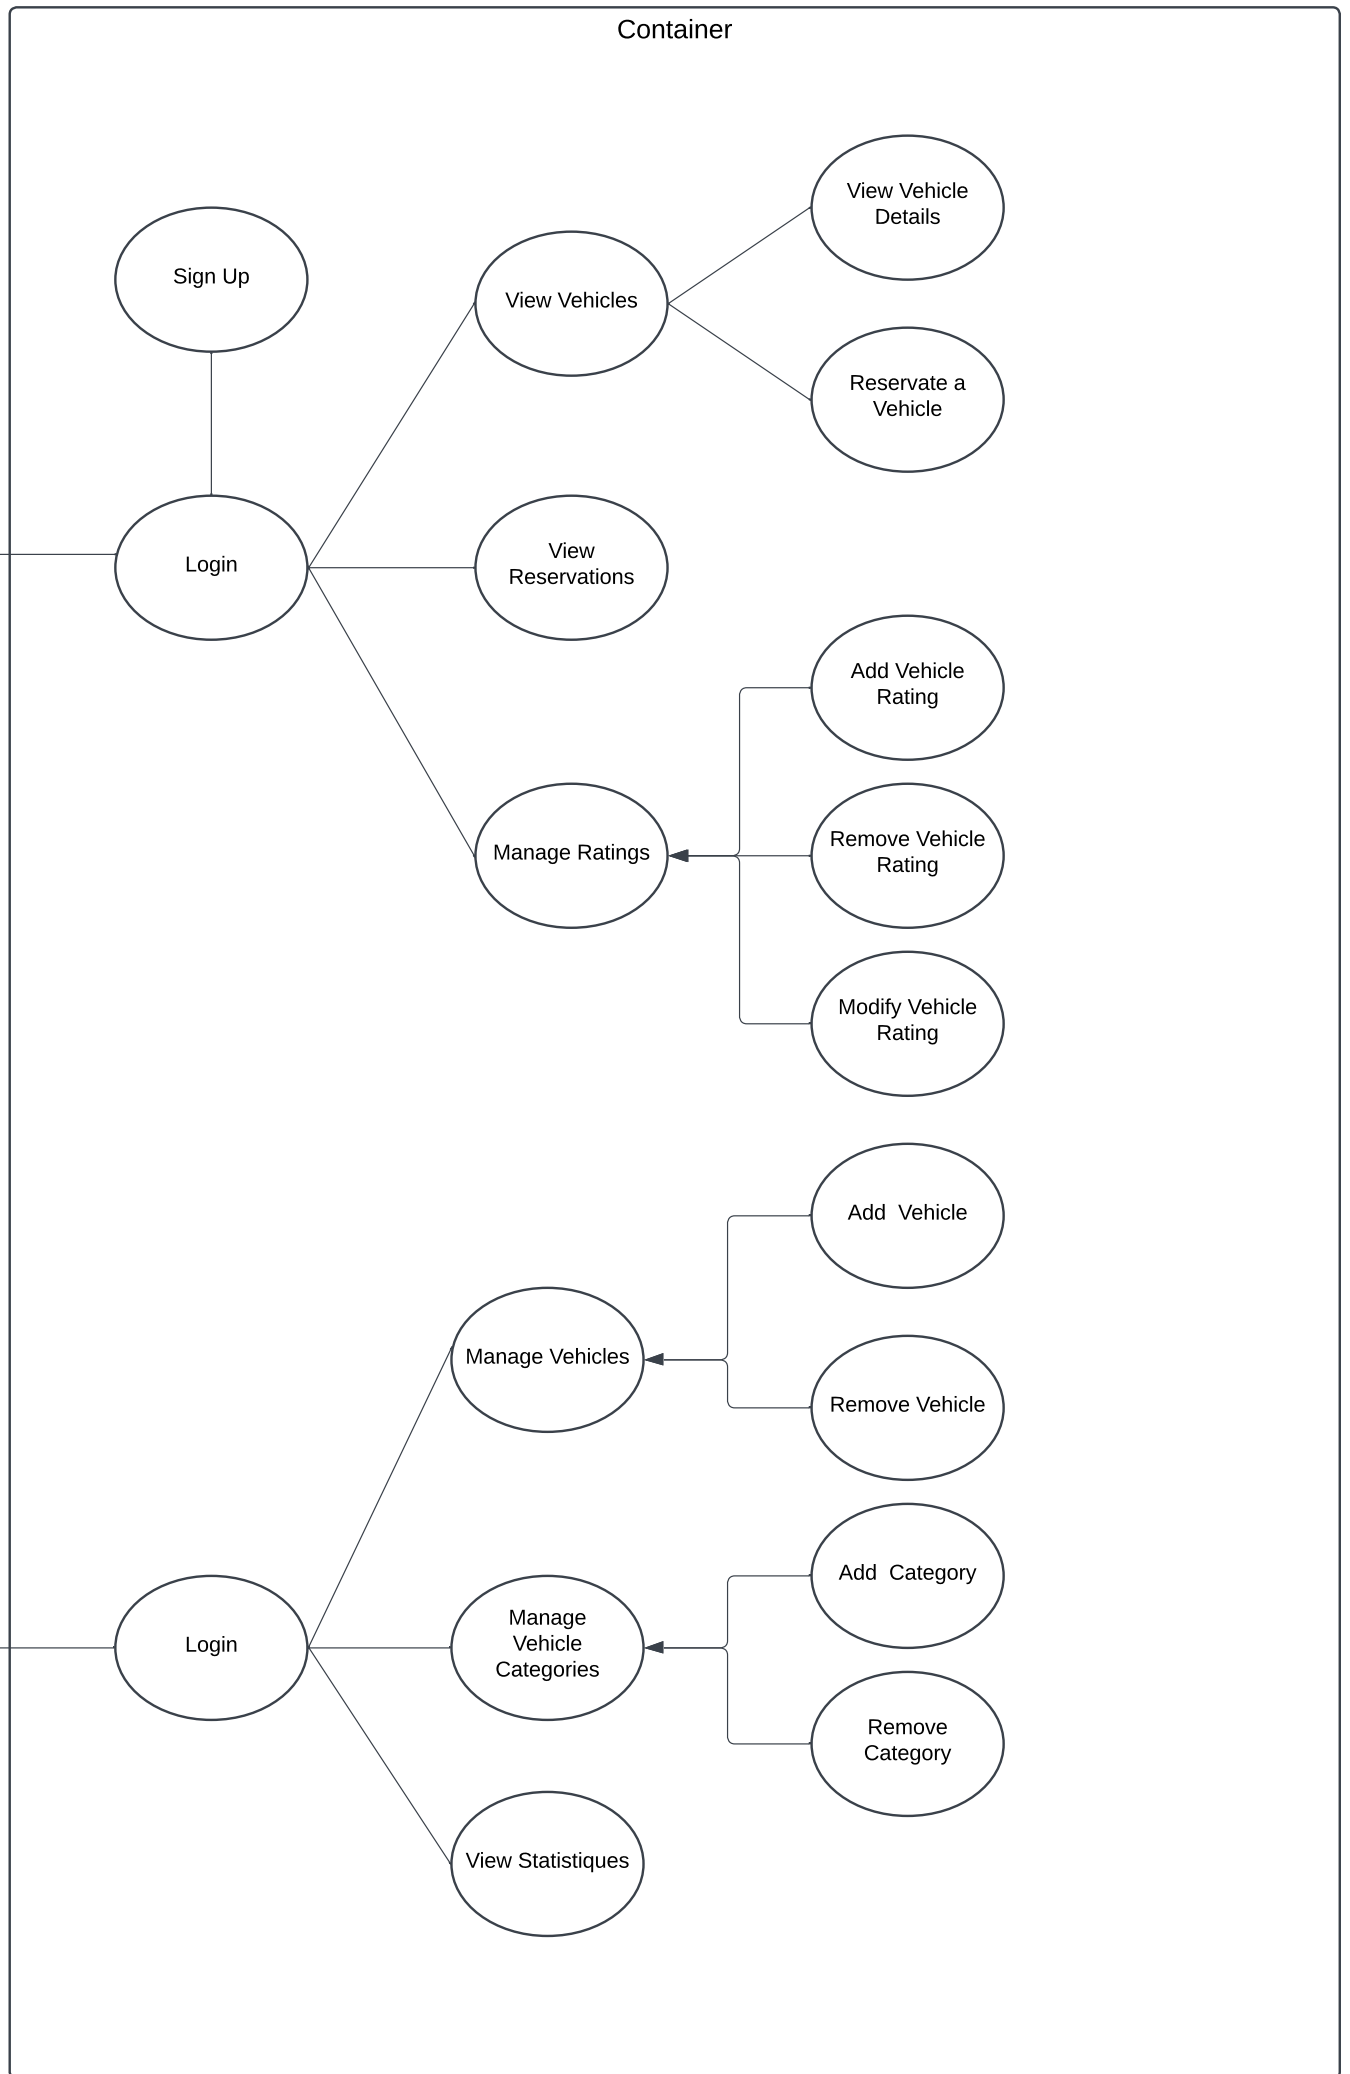 Container
View Vehicle
Details
Sign Up
View Vehicles
Reservate a
Vehicle
Login
View
Reservations
Add Vehicle
Rating
Manage Ratings
Remove Vehicle
Rating
Modify Vehicle
Rating
Add  Vehicle
Manage Vehicles
Remove Vehicle
Add  Category
Login
Manage
Vehicle
Categories
Remove
Category
View Statistiques